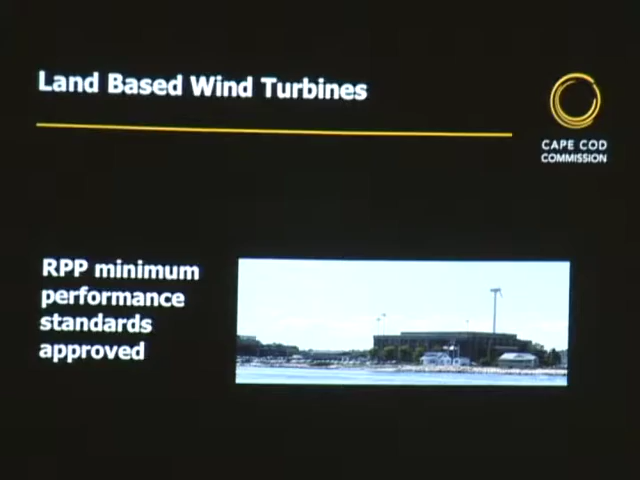 Land Based Wind Turbines
CAPE COD
COMMISSION
RPP minimum
performance
standards
approved